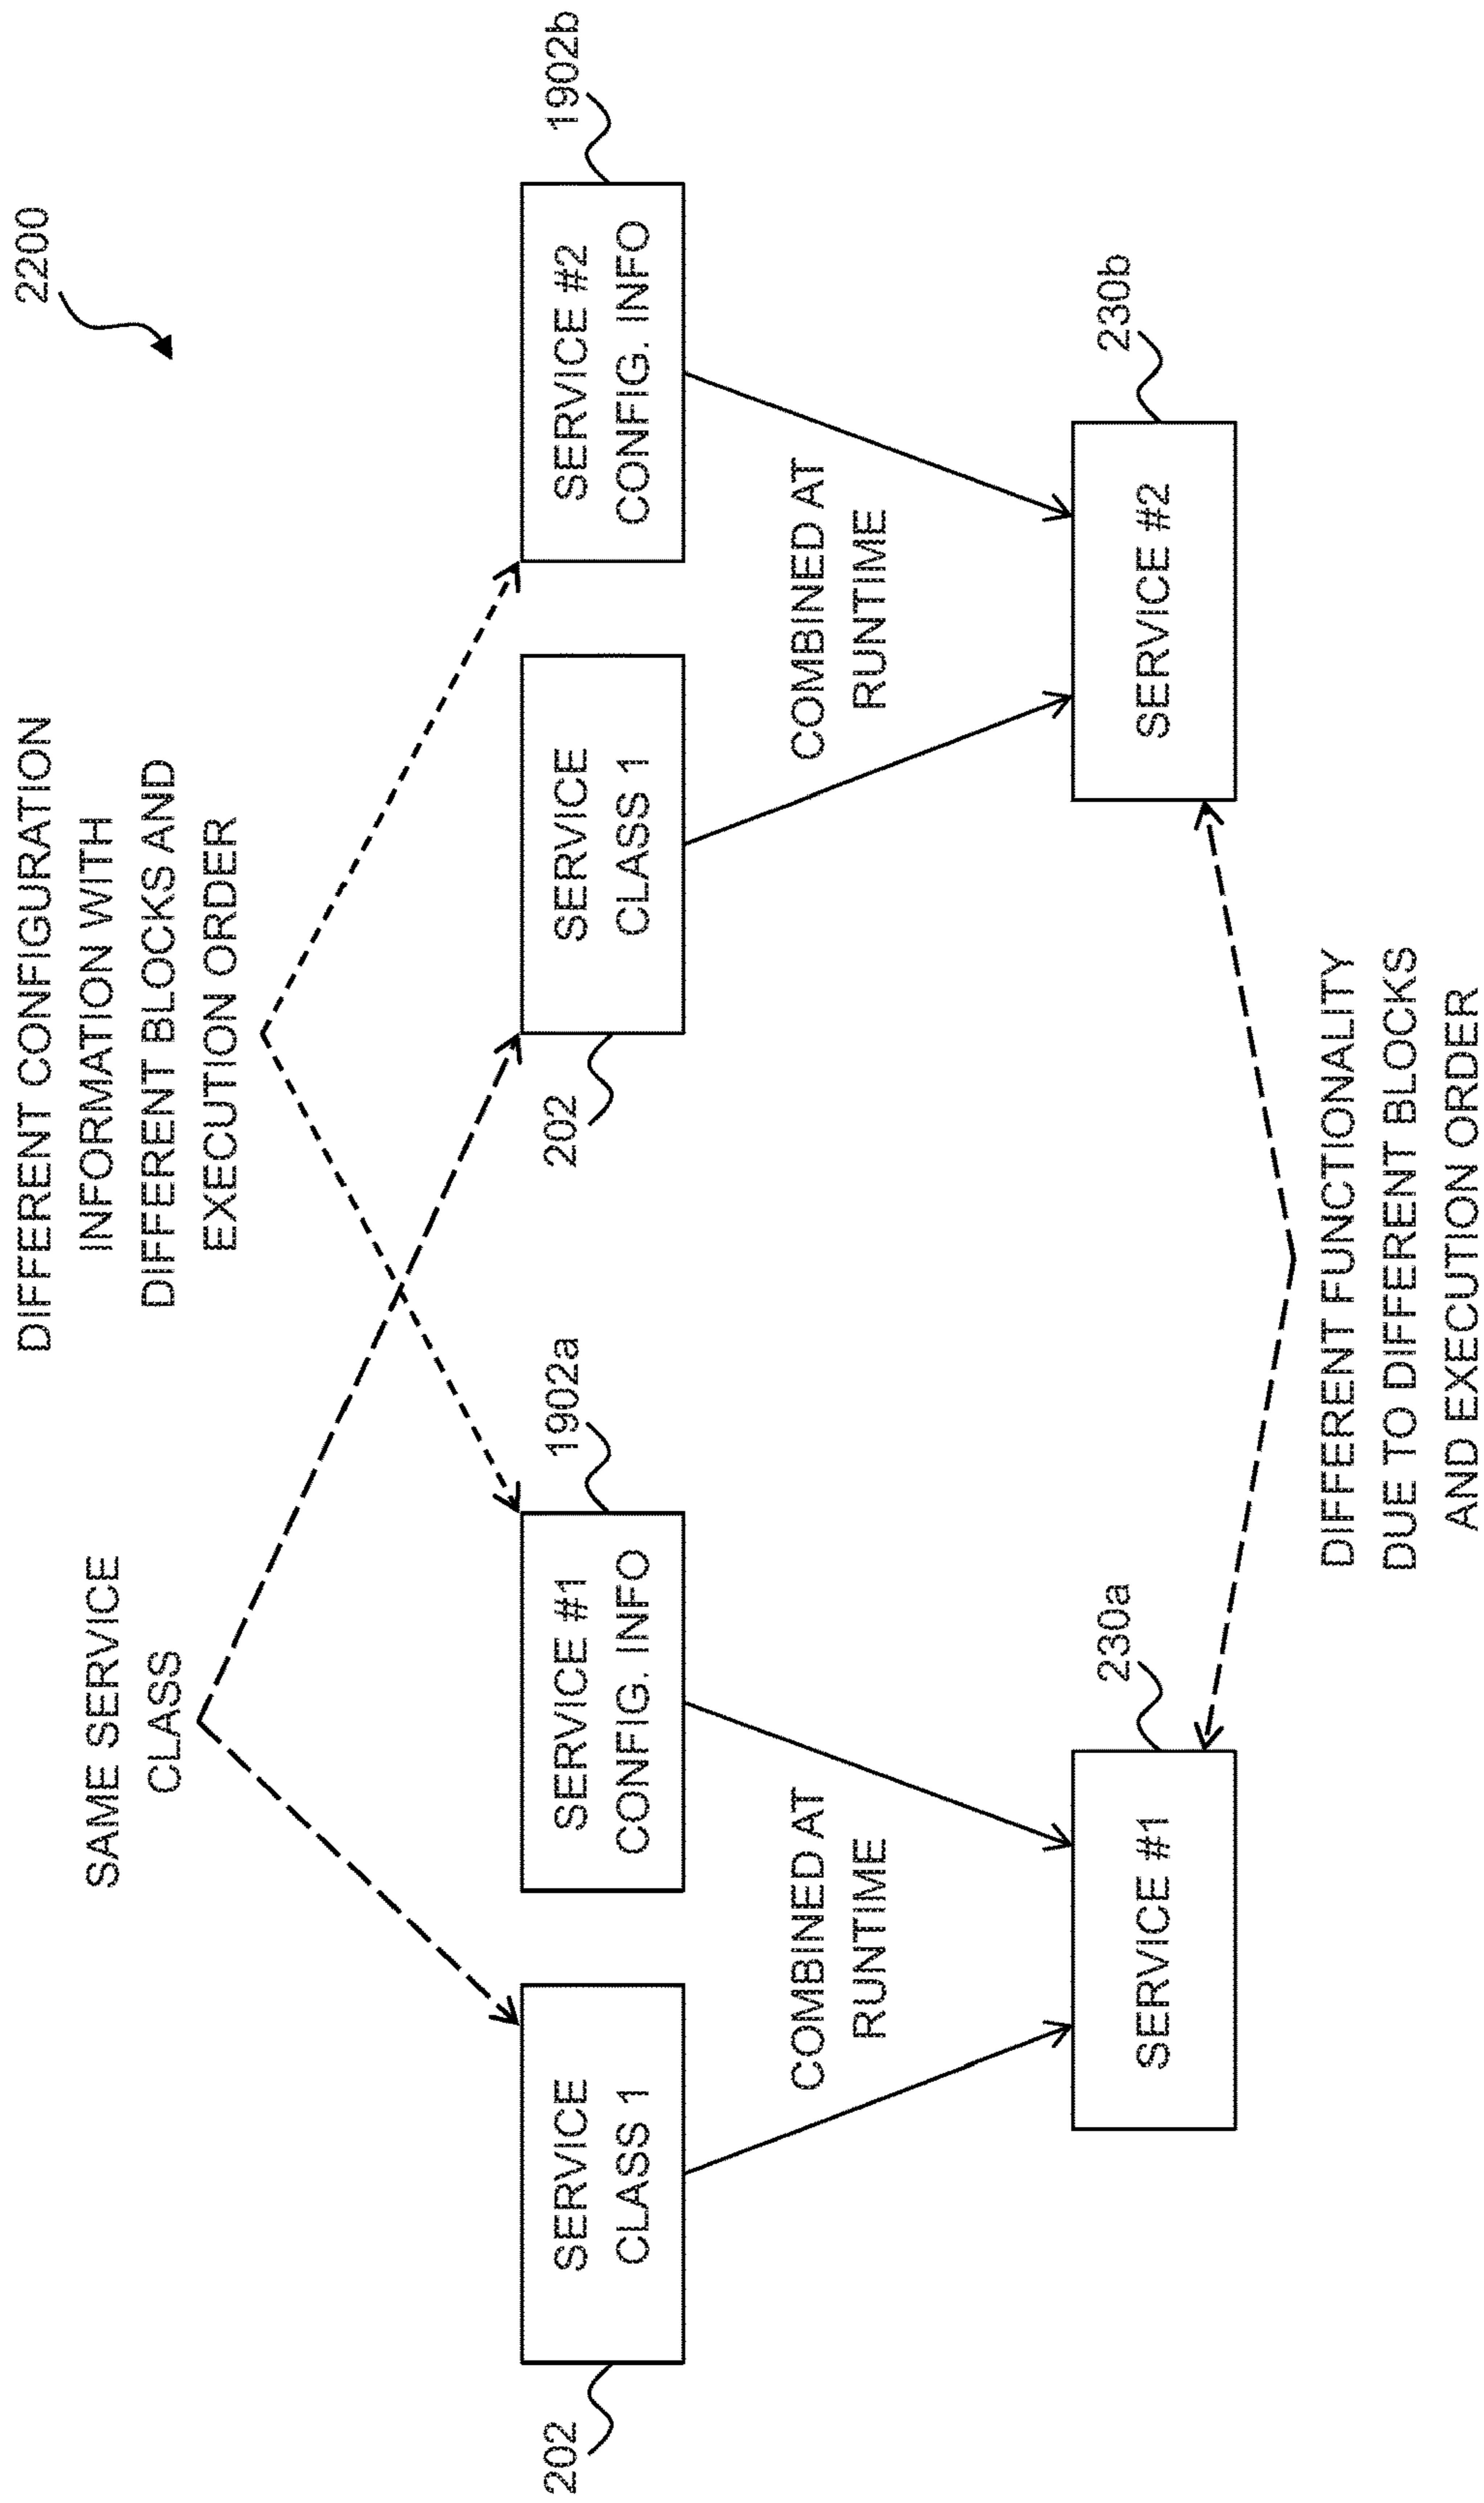 2200
DIFFERENT CONFIGURATION
INFORMATION WITH
DIFFERENT BLOCKS AND
EXECUTION ORDER
SAME SERVICE
CLASS
202
SERVICE
CLASS 1
SERVICE #1
CONFIG. INFO
1902a
202
SERVICE
CLASS 1
SERVICE #2
CONFIG. INFO
1902b
COMBINED AT
RUNTIME
COMBINED AT
RUNTIME
SERVICE #1
230a
SERVICE #2
230b
DIFFERENT FUNCTIONALITY
DUE TO DIFFERENT BLOCKS
AND EXECUTION ORDER